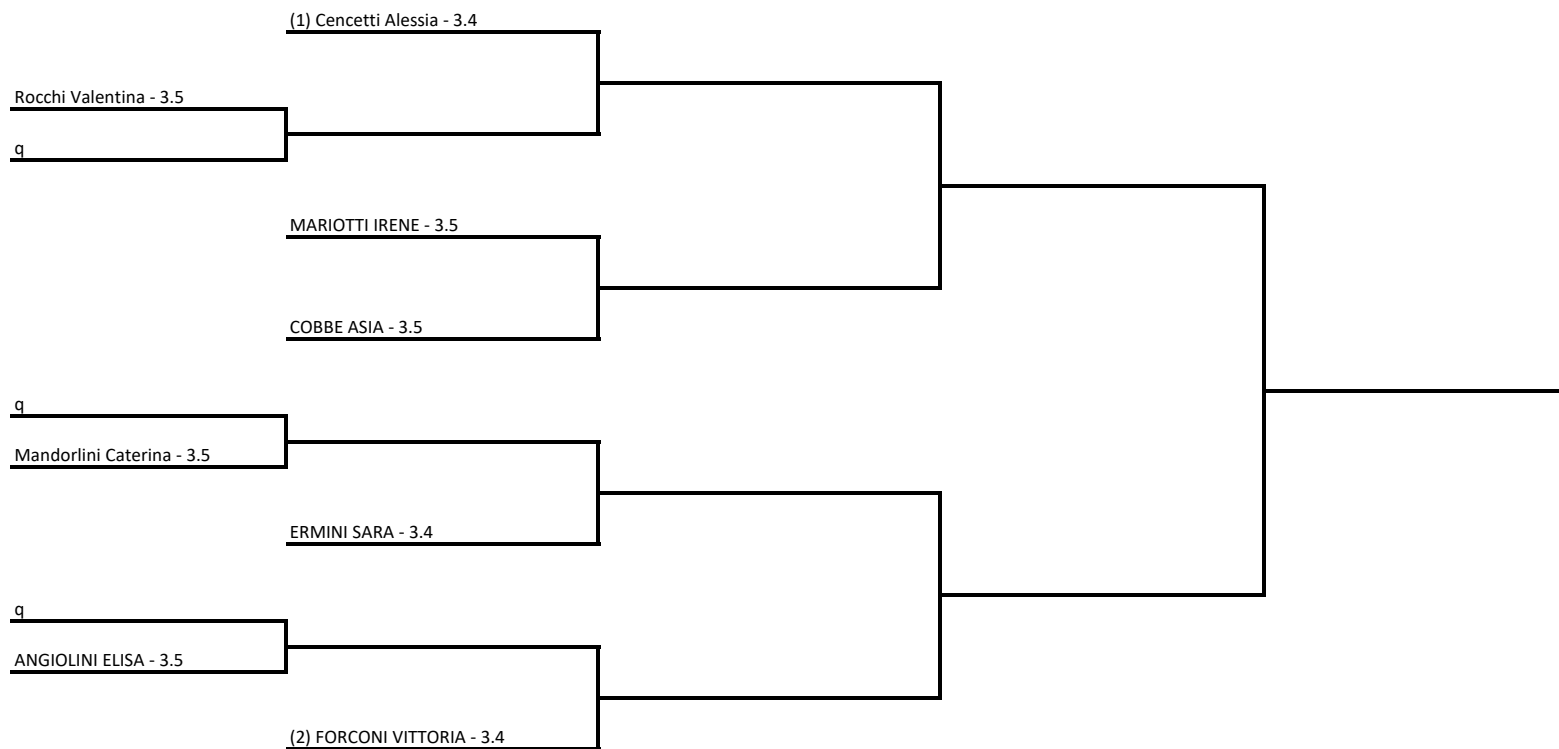 (1) Cencetti Alessia - 3.4
Rocchi Valentina - 3.5
q
MARIOTTI IRENE - 3.5
COBBE ASIA - 3.5
q
Mandorlini Caterina - 3.5
ERMINI SARA - 3.4
q
ANGIOLINI ELISA - 3.5
(2) FORCONI VITTORIA - 3.4